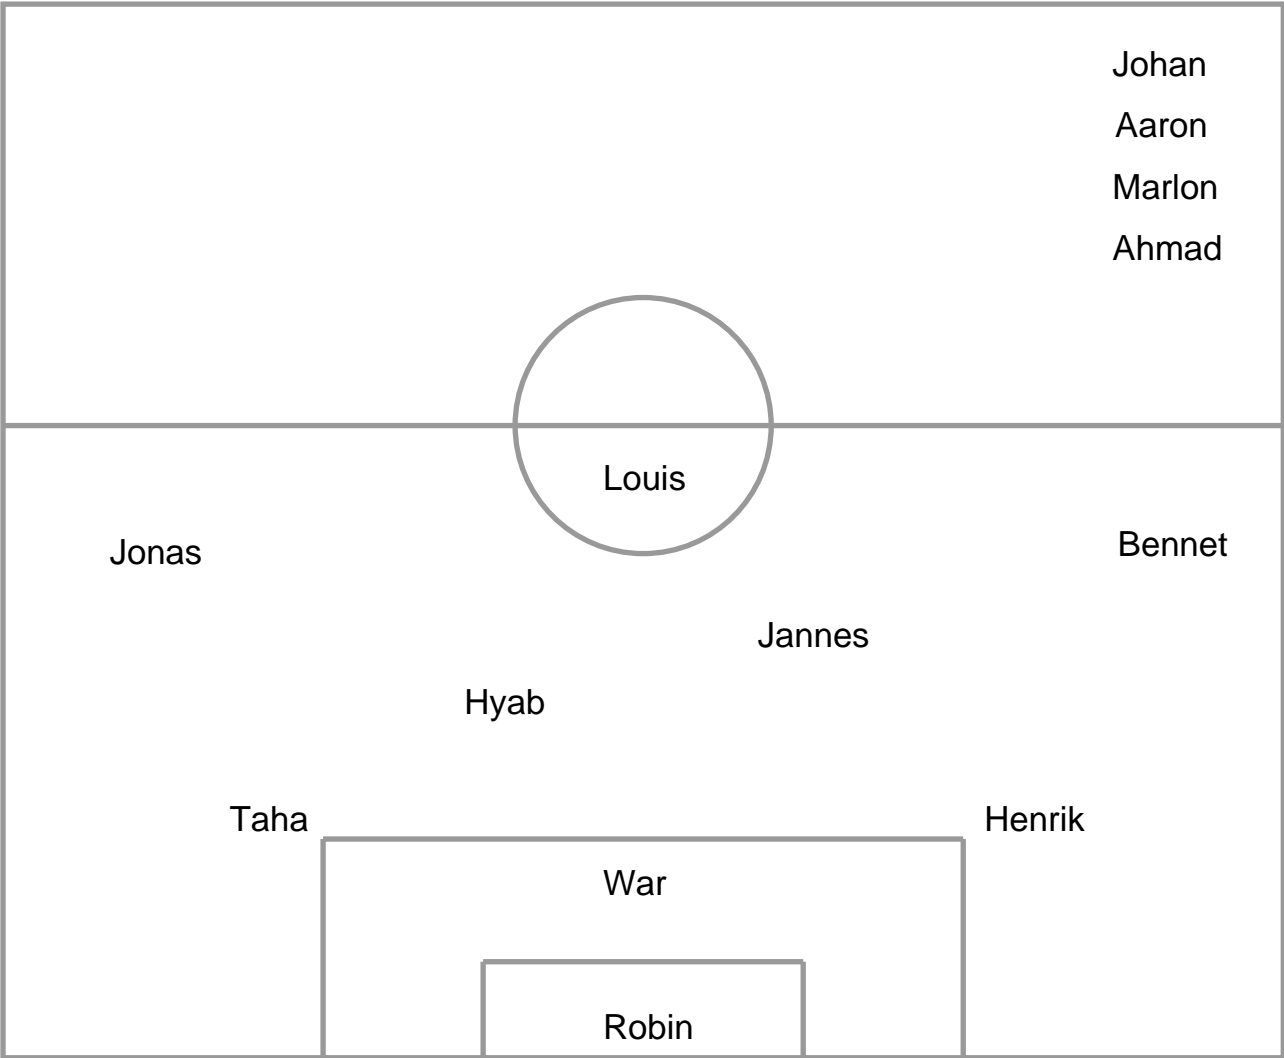 Johan
Aaron
Marlon
Ahmad
Louis
Jonas
Bennet
Jannes
Hyab
Taha
Henrik
War
Robin